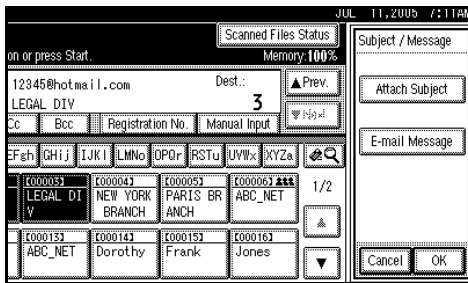 JUL 11,2005 7:11AM
Scanned Files Status
Subject / Message
on or press Start.
Memory:100%
12345@hotmail.com
Dest.:
▲Prev.
Attach Subject
LEGAL DIV
3
Cc
Bcc
Registration No.
Manual Input
E-mail Message
EFgh
GHij
IJKl
LMNo
OPQr
RSTu
UVWx
XYZa
[00003]
[00004]
[00005]
[00006]
1/2
LEGAL DI
NEW YORK
PARIS BR
ABC_NET
V
BRANCH
ANCH
[00013]
[00014]
[00015]
[00016]
ABC_NET
Dorothy
Frank
Jones
▼
Cancel
OK